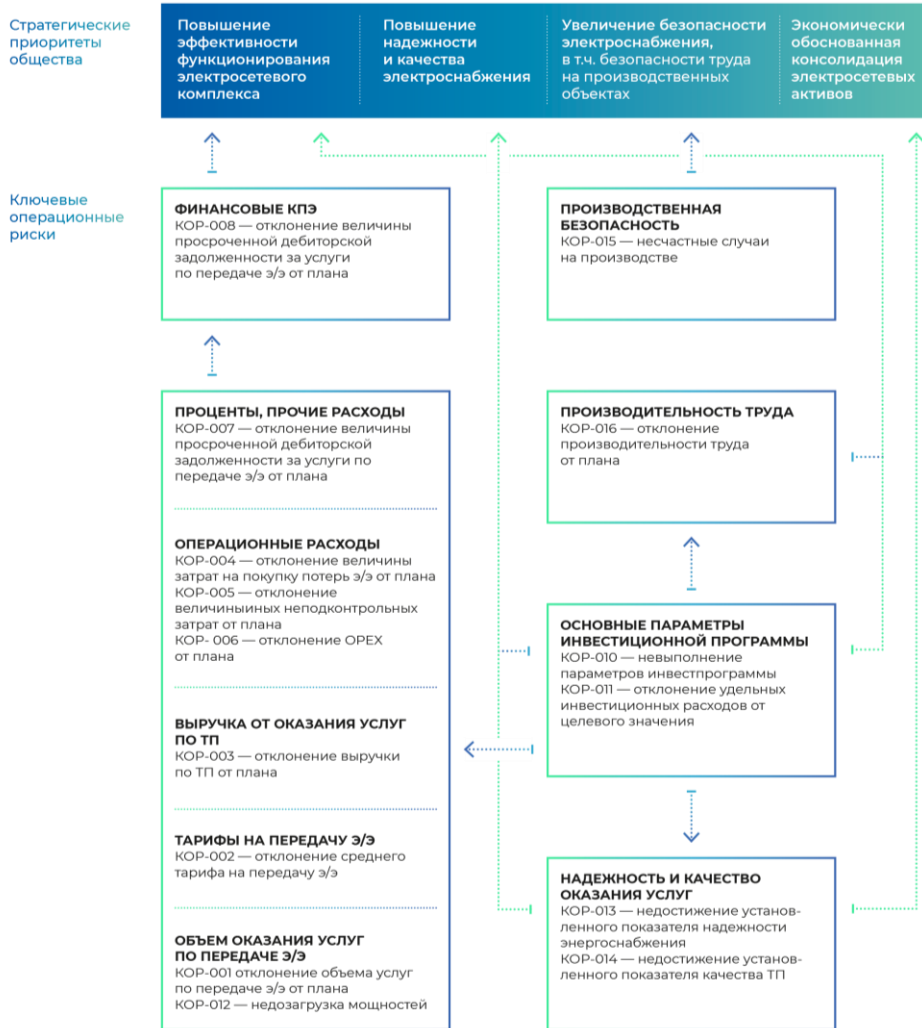 Стратегические
приоритеты
общества
Повышение
эффективности
функционирования
электросетевого
комплекса
Повышение
надежности
и качества
электроснабжения
Увеличение безопасности
электроснабжения,
в т.ч. безопасности труда
на производственных
объектах
Экономически
обоснованная
консолидация
электросетевых
активов
Ключевые
операционные
риски
ФИНАНСОВЫЕ КПЭ
КОР-008 — отклонение величины
просроченной дебиторской
задолженности за услуги
по передаче э/э от плана
ПРОИЗВОДСТВЕННАЯ
БЕЗОПАСНОСТЬ
КОР-015 — несчастные случаи
на производстве
ПРОЦЕНТЫ, ПРОЧИЕ РАСХОДЫ
КОР-007 — отклонение величины
просроченной дебиторской
задолженности за услуги по
передаче э/э от плана
ОПЕРАЦИОННЫЕ РАСХОДЫ
КОР-004 — отклонение величины
затрат на покупку потерь э/э от плана
КОР-005 — отклонение
величиныиных неподконтрольных
затрат от плана
КОР- 006 — отклонение OPEX
от плана
ВЫРУЧКА ОТ ОКАЗАНИЯ УСЛУГ
ПО ТП
КОР-003 — отклонение выручки
по ТП от плана
ТАРИФЫ НА ПЕРЕДАЧУ Э/Э
КОР-002 — отклонение среднего
тарифа на передачу э/э
ОБЪЕМ ОКАЗАНИЯ УСЛУГ
ПО ПЕРЕДАЧЕ Э/Э
КОР-001 отклонение объема услуг
по передаче э/э от плана
КОР-012 — недозагрузка мощностей
ПРОИЗВОДИТЕЛЬНОСТЬ ТРУДА
КОР-016 — отклонение
производительности труда
от плана
ОСНОВНЫЕ ПАРАМЕТРЫ
ИНВЕСТИЦИОННОЙ ПРОГРАММЫ
КОР-010 — невыполнение
параметров инвестпрограммы
КОР-011 — отклонение удельных
инвестиционных расходов от
целевого значения
НАДЕЖНОСТЬ И КАЧЕСТВО
ОКАЗАНИЯ УСЛУГ
КОР-013 — недостижение установ-
ленного показателя надежности
энергоснабжения
КОР-014 — недостижение установ-
ленного показателя качества ТП